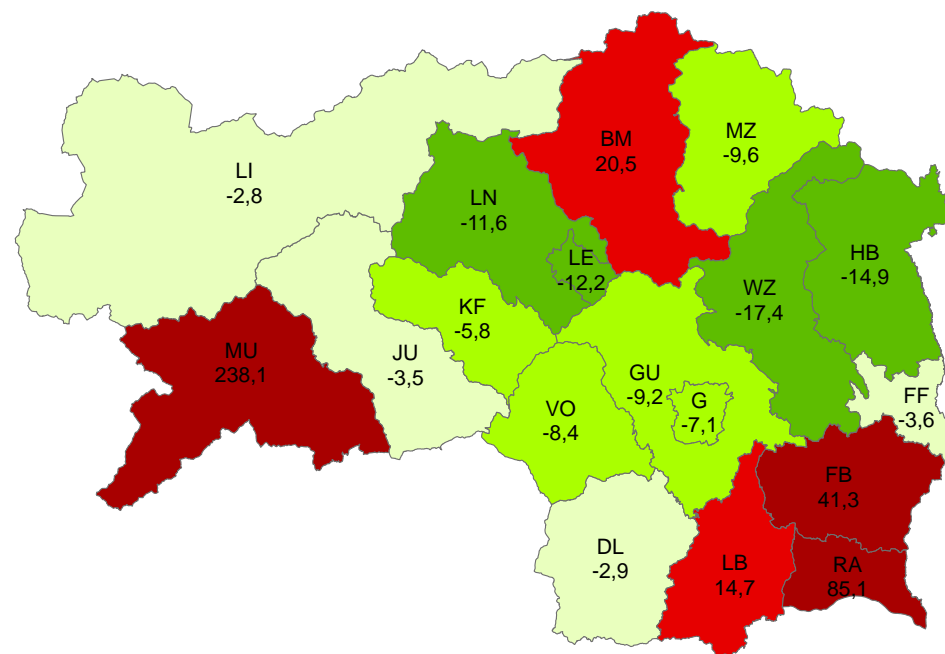 BM
20,5
MZ
-9,6
LI
-2,8
LN
-11,6
LE
-12,2
HB
-14,9
WZ
-17,4
KF
-5,8
MU
238,1
JU
-3,5
GU
-9,2
G
-7,1
VO
-8,4
FF
-3,6
FB
41,3
DL
-2,9
LB
14,7
RA
85,1